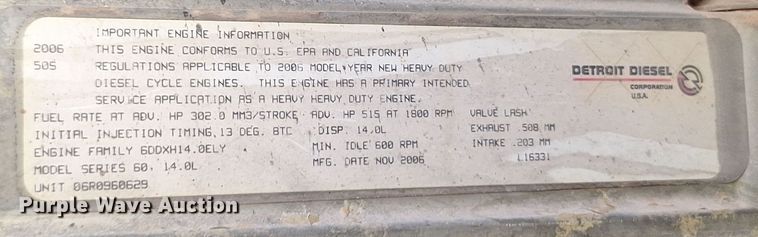 IMPORTANT ENGINE INFORMATION
2006 THIS ENGINE CONFORMS TO U.S. EPA AND CALIFORNIA
50S REGULATIONS APPLICABLE TO 2006 MODEL YEAR NEW HEAVY DUTY
DIESEL CYCLE ENGINES. THIS ENGINE HAS A PRIMARY INTENDED
SERVICE APPLICATION AS A HEAVY HEAVY DUTY ENGINE.
FUEL RATE AT ADV. HP 302.0 MM3/STROKE ADV. HP 515 AT 1800 RPM VALVE LASH
INITIAL INJECTION TIMING 13 DEG. BTC DISP. 14.0L EXHAUST .508 MM
ENGINE FAMILY 6DDXH14.0ELY MIN. IDLE 600 RPM INTAKE .203 MM
MODEL SERIES 60, 14.0L MFG. DATE NOV 2006 L16331
UNIT 06R0960629
DETROIT DIESEL
CORPORATION
U.S.A.
Purple Wave Auction